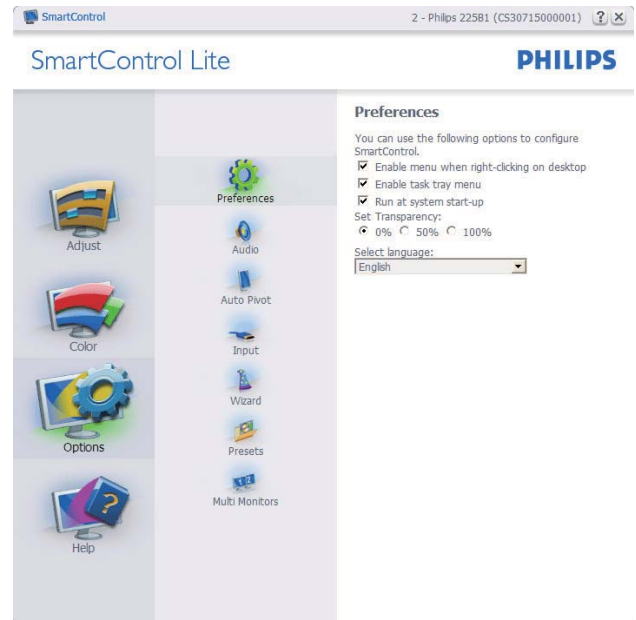 SmartControl
2 - Philips 225B1 (CS30715000001)
?
SmartControl Lite
PHILIPS
Adjust
Color
Options
Help
Preferences
Audio
Auto Pivot
Input
Wizard
Presets
1 2
Multi Monitors
Preferences
You can use the following options to configure
SmartControl.
Enable menu when right-clicking on desktop
Enable task tray menu
Run at system start-up
Set Transparency:
0% 50% 100%
Select language:
English
?